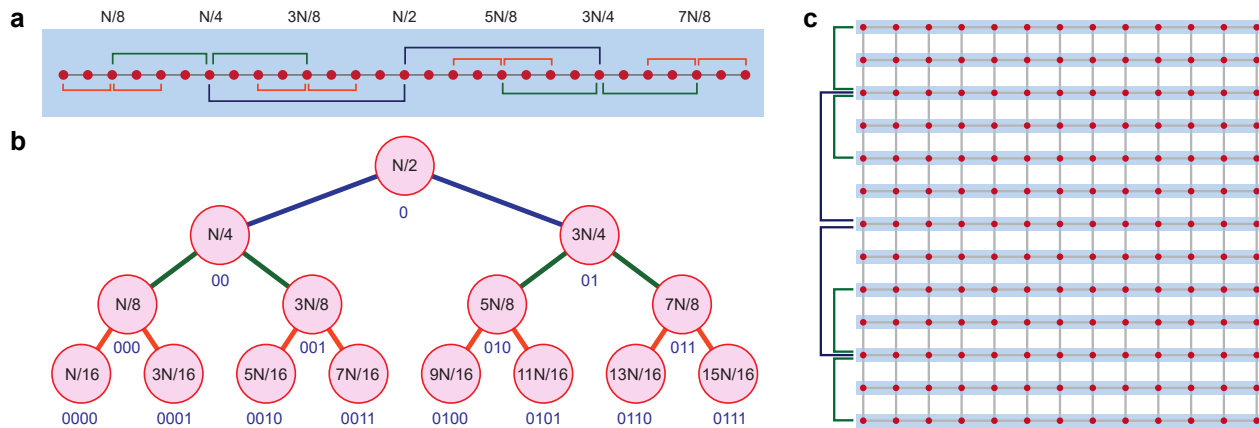 a
N/8 N/4 3N/8 N/2 5N/8 3N/4 7N/8
b
N/2
0
N/4 3N/4
00 01
N/8 3N/8 5N/8 7N/8
000 001 010 011
N/16 3N/16 5N/16 7N/16 9N/16 11N/16 13N/16 15N/16
0000 0001 0010 0011 0100 0101 0110 0111
c